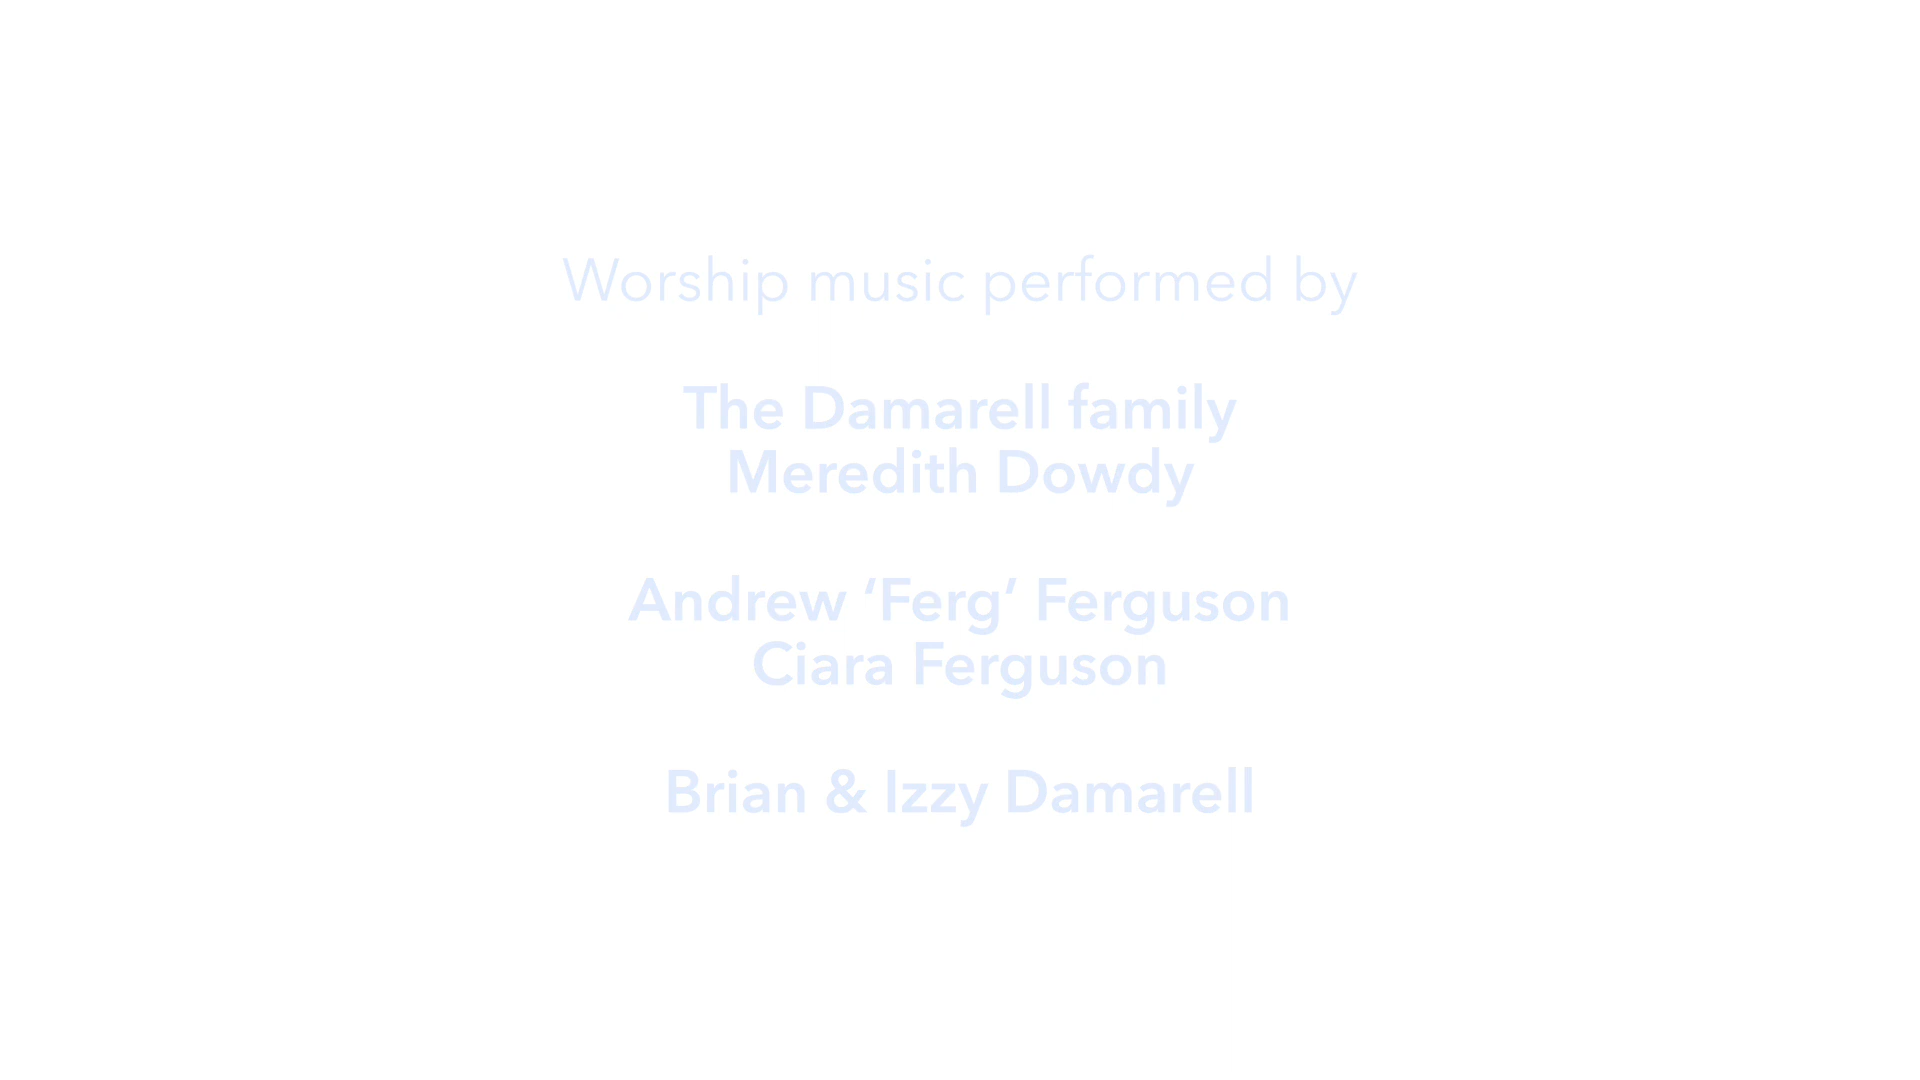 Worship music performed by
The Damarell family
Meredith Dowdy
Andrew ‘Ferg’ Ferguson
Ciara Ferguson
Brian & Izzy Damarell